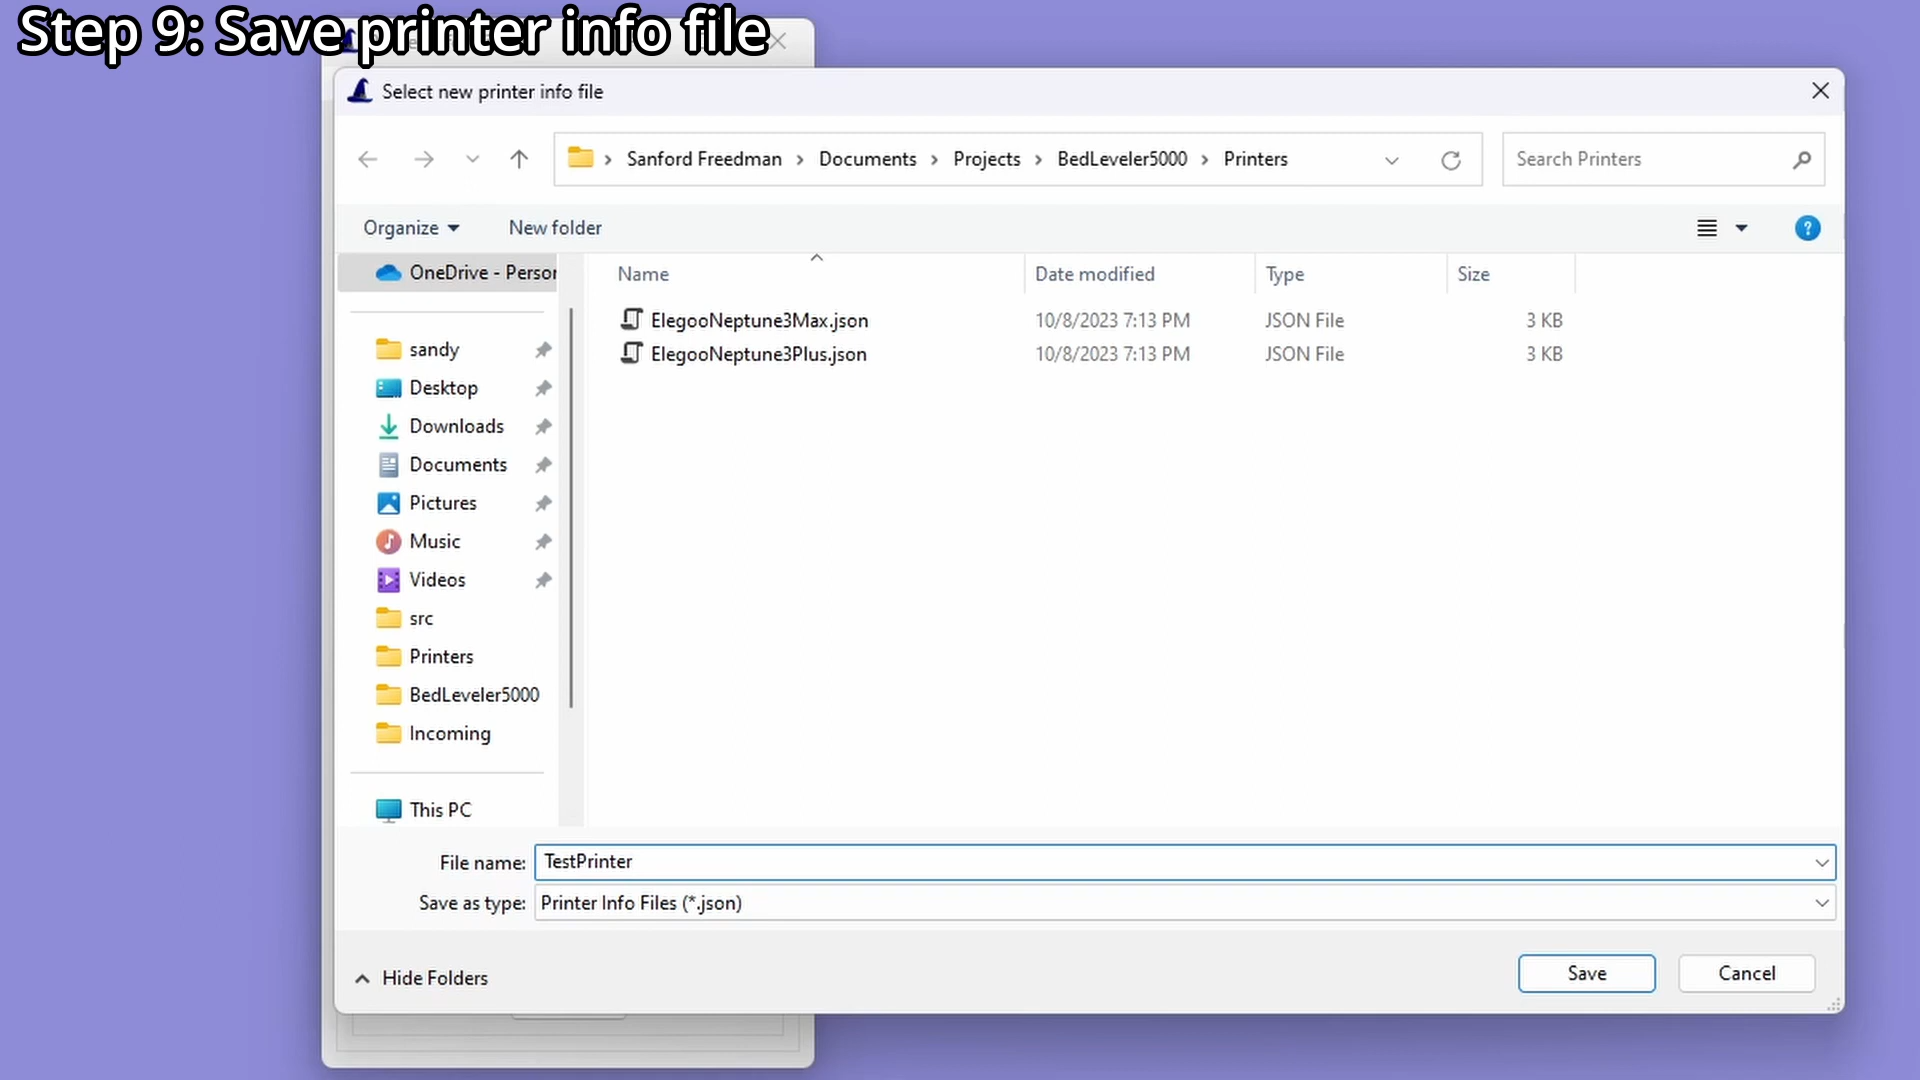 Step 9: Save printer info file
Select new printer info file
Sanford Freedman > Documents > Projects > BedLeveler5000 > Printers
Search Printers
Organize
New folder
OneDrive - Person
Name
Date modified
Type
Size
ElegooNeptune3Max.json 10/8/2023 7:13 PM JSON File 3 KB
ElegooNeptune3Plus.json 10/8/2023 7:13 PM JSON File 3 KB
sandy
Desktop
Downloads
Documents
Pictures
Music
Videos
src
Printers
BedLeveler5000
Incoming
This PC
File name: TestPrinter
Save as type: Printer Info Files (*.json)
Hide Folders
Save
Cancel